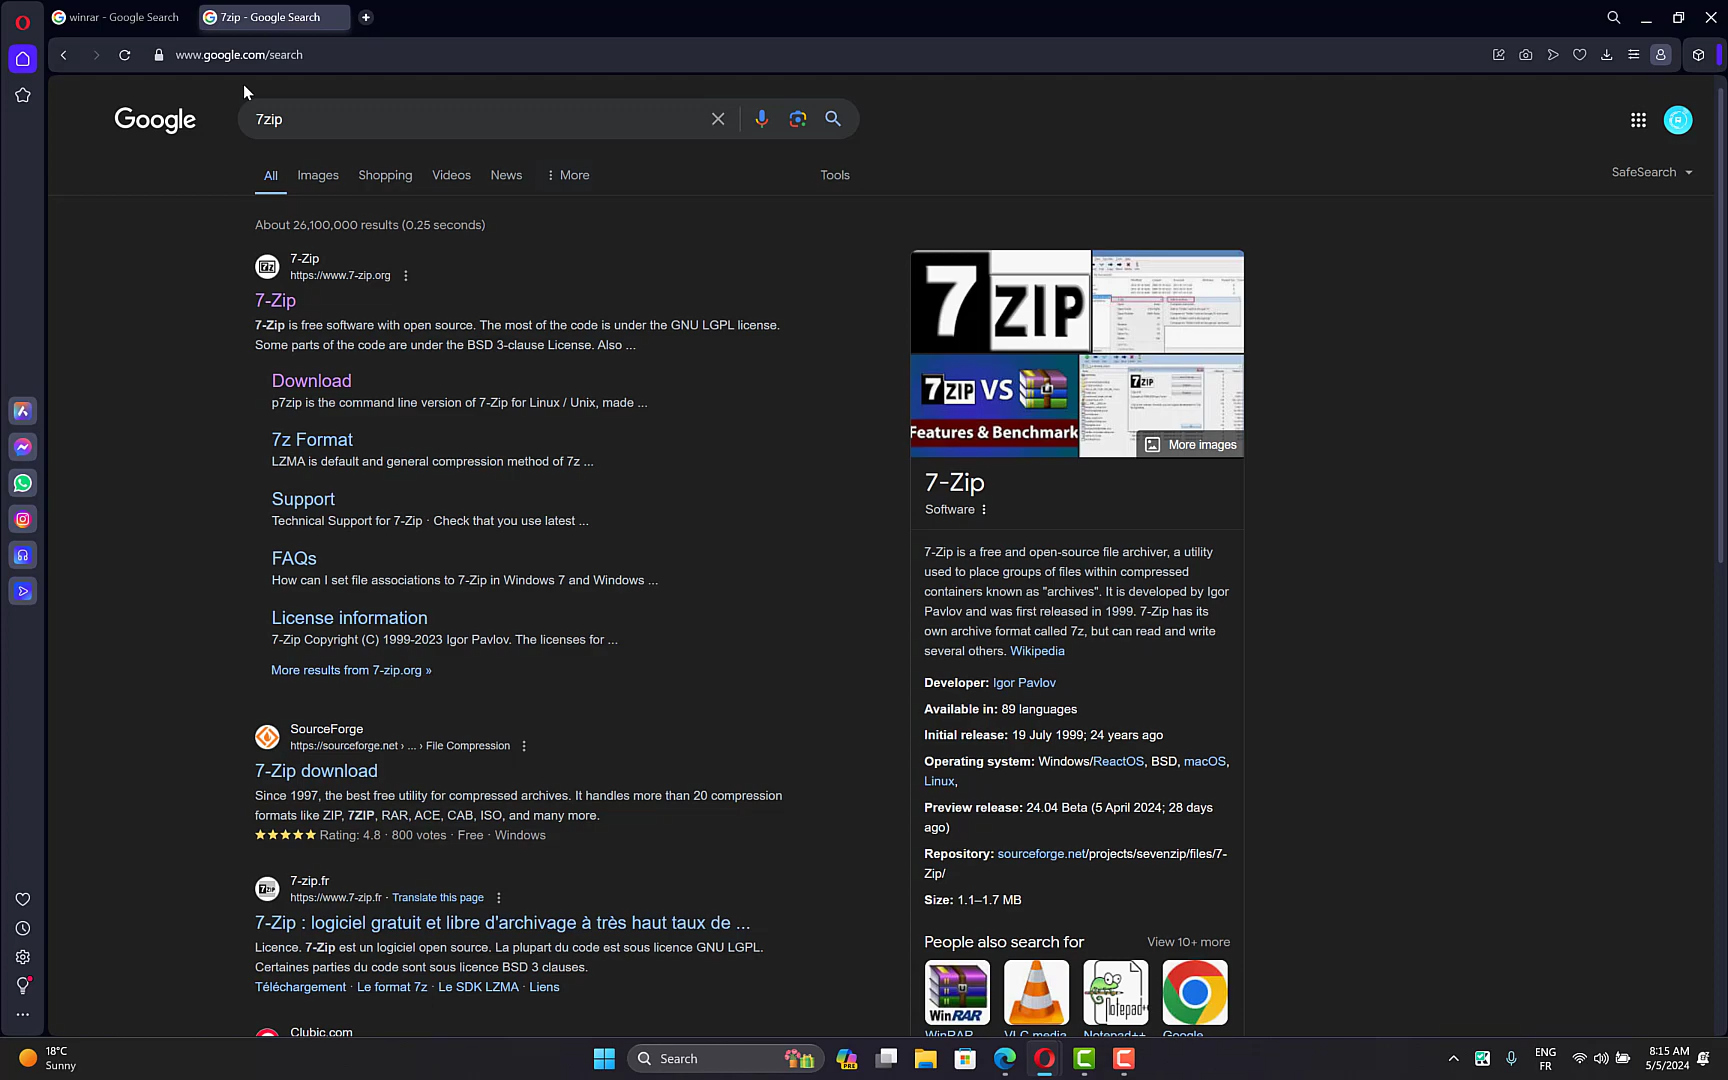 winrar - Google Search
7zip - Google Search
www.google.com/search
Google
7zip
All
Images
Shopping
Videos
News
More
Tools
SafeSearch
About 26,100,000 results (0.25 seconds)
7-Zip
https://www.7-zip.org
7-Zip
7-Zip is free software with open source. The most of the code is under the GNU LGPL license.
Some parts of the code are under the BSD 3-clause License. Also ...
Download
p7zip is the command line version of 7-Zip for Linux / Unix, made ...
7z Format
LZMA is default and general compression method of 7z ...
Support
Technical Support for 7-Zip · Check that you use latest ...
FAQs
How can I set file associations to 7-Zip in Windows 7 and Windows ...
License information
7-Zip Copyright (C) 1999-2023 Igor Pavlov. The licenses for ...
More results from 7-zip.org »
SourceForge
https://sourceforge.net › ... › File Compression
7-Zip download
Since 1997, the best free utility for compressed archives. It handles more than 20 compression
formats like ZIP, 7ZIP, RAR, ACE, CAB, ISO, and many more.
Rating: 4.8 · 800 votes · Free · Windows
7-zip.fr
https://www.7-zip.fr · Translate this page
7-Zip : logiciel gratuit et libre d'archivage à très haut taux de ...
Licence. 7-Zip est un logiciel open source. La plupart du code est sous licence GNU LGPL.
Certaines parties du code sont sous licence BSD 3 clauses.
Téléchargement · Le format 7z · Le SDK LZMA · Liens
Clubic.com
7 ZIP
7 ZIP VS
Features & Benchmark
More images
7-Zip
Software
7-Zip is a free and open-source file archiver, a utility
used to place groups of files within compressed
containers known as "archives". It is developed by Igor
Pavlov and was first released in 1999. 7-Zip has its
own archive format called 7z, but can read and write
several others. Wikipedia
Developer: Igor Pavlov
Available in: 89 languages
Initial release: 19 July 1999; 24 years ago
Operating system: Windows/ReactOS, BSD, macOS,
Linux,
Preview release: 24.04 Beta (5 April 2024; 28 days
ago)
Repository: sourceforge.net/projects/sevenzip/files/7-
Zip/
Size: 1.1–1.7 MB
People also search for
View 10+ more
WinRAR
Notepad++
WinRAR
VLC media
Notepad++
Google
18°C
Sunny
Search
PRE
ENG
FR
8:15 AM
5/5/2024